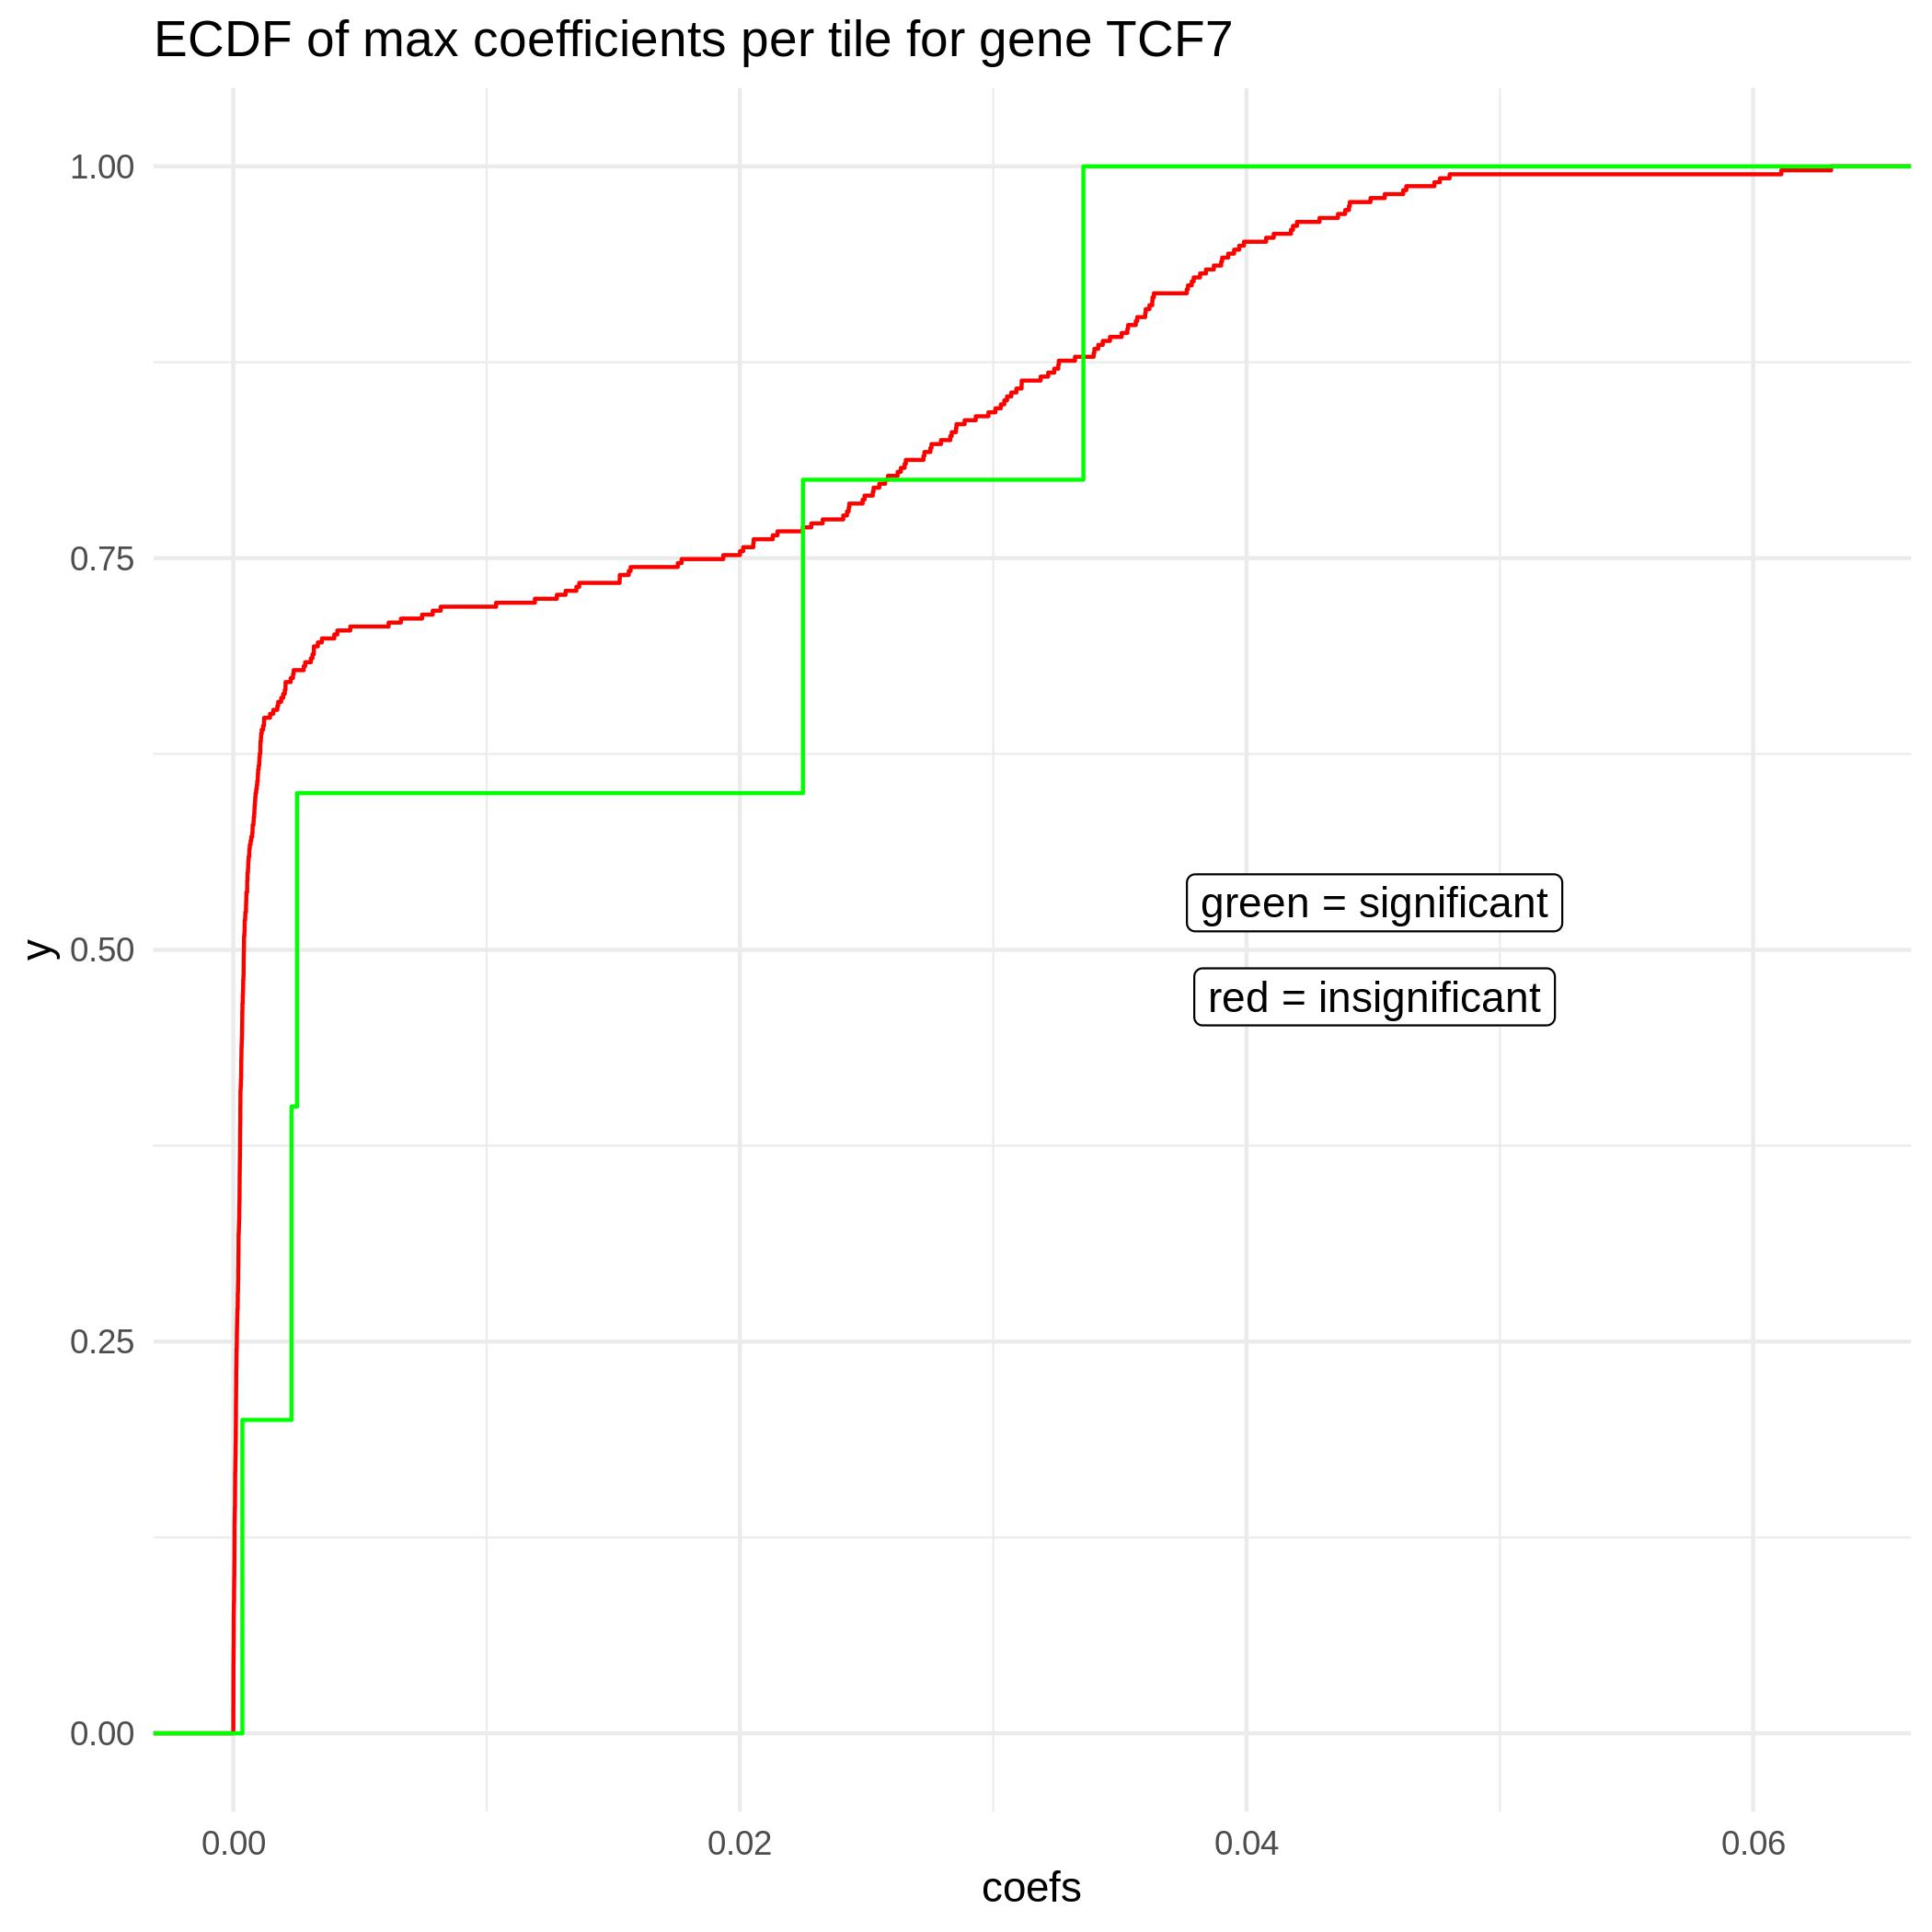 ECDF of max coefficients per tile for gene TCF7
1.00
0.75
0.50
0.25
0.00
y
green = significant
red = insignificant
0.00 0.02 0.04 0.06
coefs